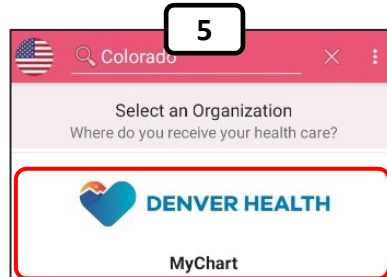 5
Colorado
Select an Organization
Where do you receive your health care?
DENVER HEALTH
MyChart